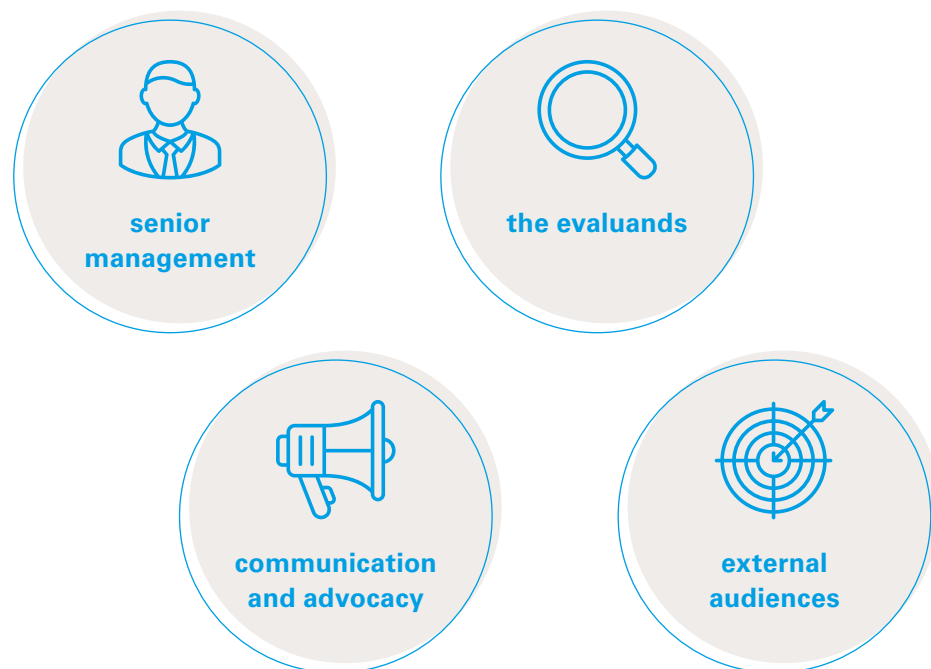 senior
management
the evaluands
communication
and advocacy
external
audiences